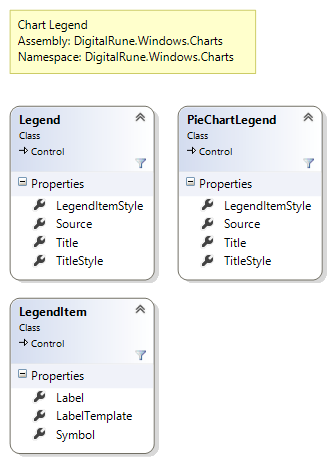 Chart Legend
Assembly: DigitalRune.Windows.Charts
Namespace: DigitalRune.Windows.Charts
Legend
Class
Control
Properties
LegendItemStyle
Source
Title
TitleStyle
PieChartLegend
Class
Control
Properties
LegendItemStyle
Source
Title
TitleStyle
LegendItem
Class
Control
Properties
Label
LabelTemplate
Symbol